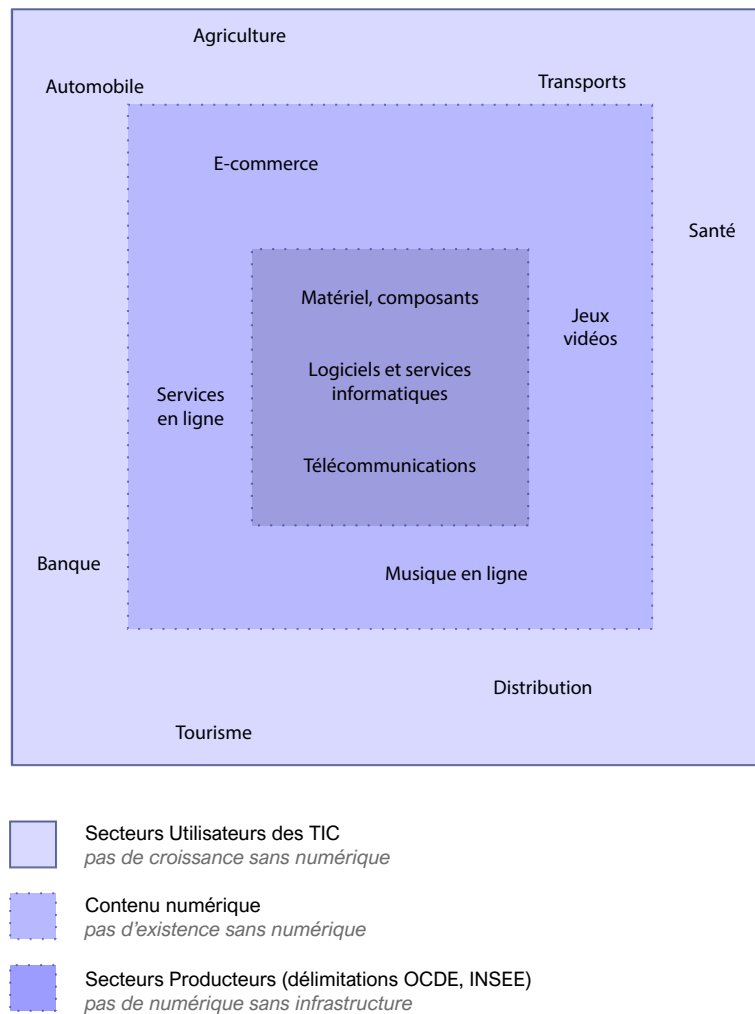 Agriculture
Automobile
Transports
E-commerce
Santé
Matériel, composants
Jeux
vidéos
Logiciels et services
informatiques
Services
en ligne
Télécommunications
Banque
Musique en ligne
Distribution
Tourisme
Secteurs Utilisateurs des TIC
pas de croissance sans numérique
Contenu numérique
pas d'existence sans numérique
Secteurs Producteurs (délimitations OCDE, INSEE)
pas de numérique sans infrastructure